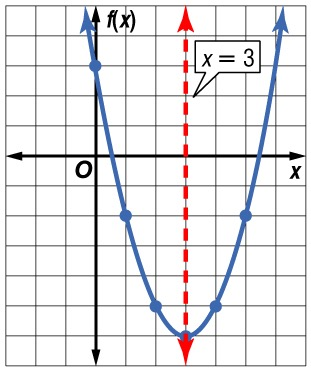 f(x)
x = 3
O
x